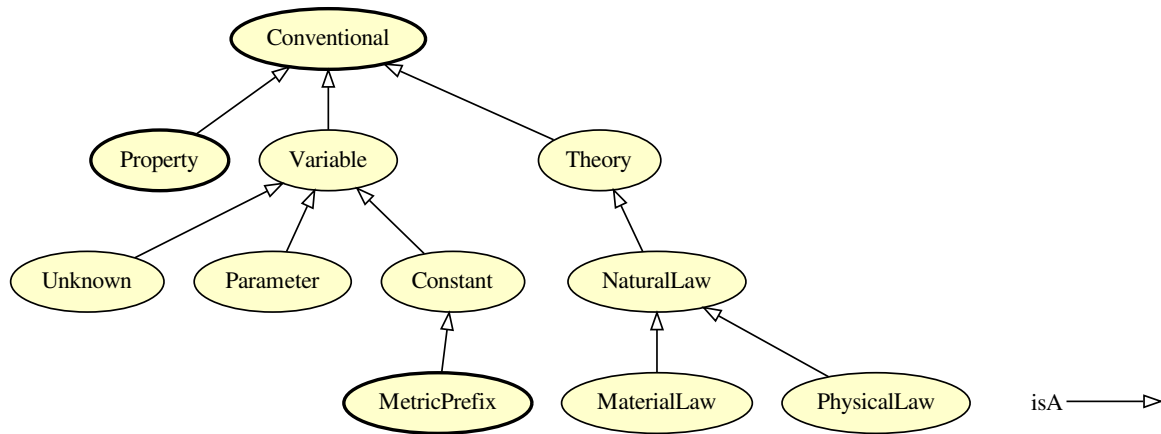 Conventional
Property
Variable
Theory
Unknown
Parameter
Constant
NaturalLaw
MetricPrefix
MaterialLaw
PhysicalLaw
isA